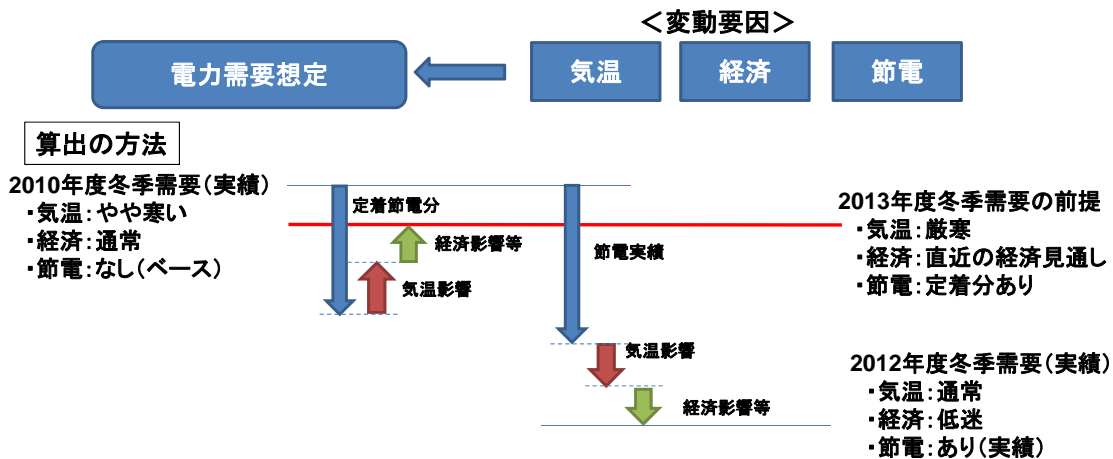 ＜変動要因＞
電力需要想定
気温
経済
節電
算出の方法
2010年度冬季需要（実績）
・気温：やや寒い
・経済：通常
・節電：なし（ベース）
定着節電分
経済影響等
気温影響
節電実績
気温影響
経済影響等
2013年度冬季需要の前提
・気温：厳寒
・経済：直近の経済見通し
・節電：定着分あり
2012年度冬季需要（実績）
・気温：通常
・経済：低迷
・節電：あり（実績）